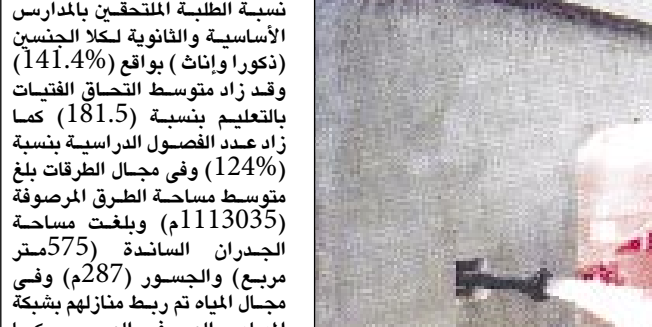 نسبة الطلبة الملتحقين بالمدارس
الأساسية والثانوية لكلا الجنسين
(ذكورا وإناث ) بواقع (141.4%)
وقد زاد متوسط التحاق الفتيات
بالتعليم بنسبة (181.5) كما
زاد عدد الفصول الدراسية بنسبة
(124%) وفى مجال الطرقات بلغ
متوسط مساحة الطرق المرصوفة
(1113035م) وبلغت مساحة
الجدران الساندة (575متر
مربع) والجسور (287م) وفى
مجال المياه تم ربط منازلهم بشبكة